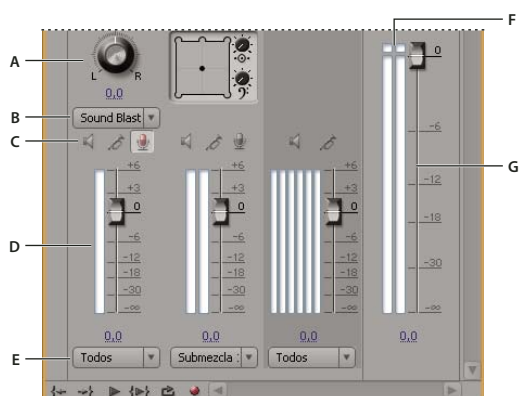 F
A
L R
0,0
0
B
Sound Blast
C
+6 +6 +6
-6
+3 +3 +3
-12
G
0 0 0
-18
D
-6 -6 -6
-12 -12 -12
-18 -18 -18
-30
-30 -30 -30
-∞ -∞ -∞ -∞
0,0 0,0 0,0 0,0
E
Todos Submezcla : Todos